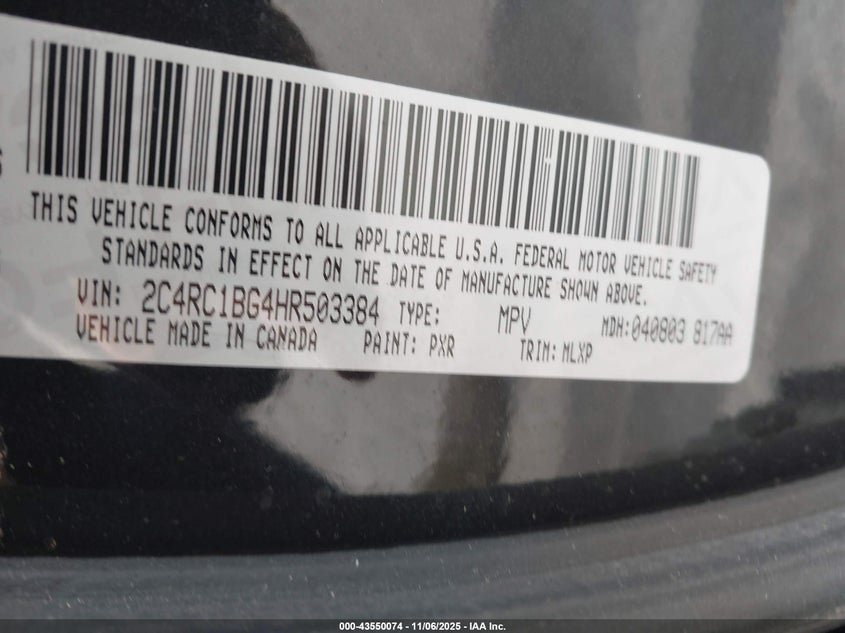 THIS VEHICLE CONFORMS TO ALL APPLICABLE U.S.A. FEDERAL MOTOR VEHICLE SAFETY
STANDARDS IN EFFECT ON THE DATE OF MANUFACTURE SHOWN ABOVE.
VIN: 2C4RC1BG4HR503384 TYPE: MPV MDH:040803 817AA
VEHICLE MADE IN CANADA PAINT: PXR TRIM: MLXP
000-43550074 - 11/06/2025 - IAA Inc.